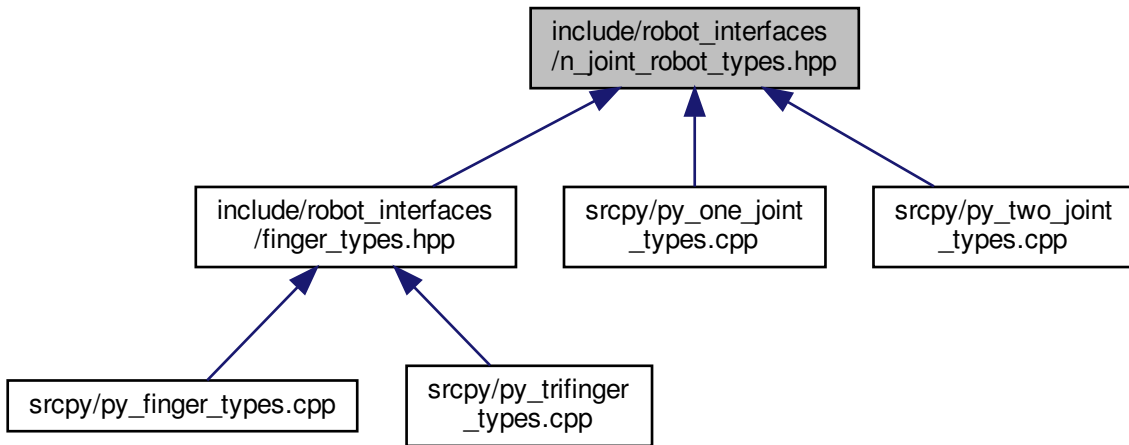 include/robot_interfaces
/n_joint_robot_types.hpp
include/robot_interfaces
/finger_types.hpp
srcpy/py_one_joint
_types.cpp
srcpy/py_two_joint
_types.cpp
srcpy/py_finger_types.cpp
srcpy/py_trifinger
_types.cpp